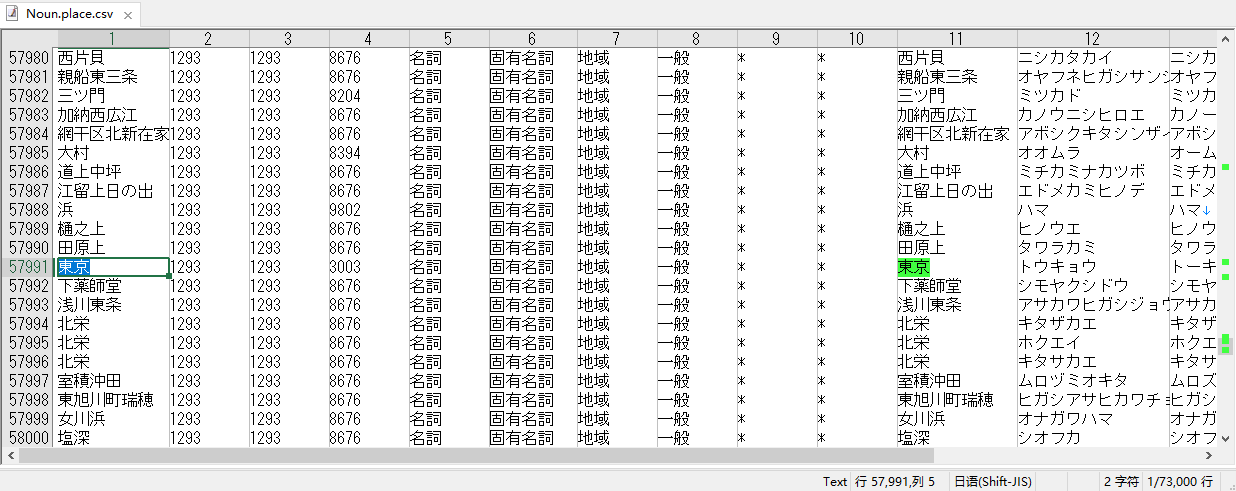 Noun.place.csv ×
1 2 3 4 5 6 7 8 9 10 11 12
57980 西片貝 1293 1293 8676 名詞 固有名詞 地域 一般 * * 西片貝 ニシカタカイ ニシカ
57981 親船東三条 1293 1293 8676 名詞 固有名詞 地域 一般 * * 親船東三条 オヤフネヒガシサンジ オヤフ
57982 三ツ門 1293 1293 8204 名詞 固有名詞 地域 一般 * * 三ツ門 ミツカド ミツカ
57983 加納西広江 1293 1293 8676 名詞 固有名詞 地域 一般 * * 加納西広江 カノウニシヒロエ カノー
57984 網干区北新在家 1293 1293 8676 名詞 固有名詞 地域 一般 * * 網干区北新在家 アボシクキタシンザイ アボシ
57985 大村 1293 1293 8394 名詞 固有名詞 地域 一般 * * 大村 オオムラ オーム
57986 道上中坪 1293 1293 8676 名詞 固有名詞 地域 一般 * * 道上中坪 ミチカミナカツボ ミチカ
57987 江留上日の出 1293 1293 8676 名詞 固有名詞 地域 一般 * * 江留上日の出 エドメカミヒノデ エドメ
57988 浜 1293 1293 9802 名詞 固有名詞 地域 一般 * * 浜 ハマ ハマ↓
57989 樋之上 1293 1293 8676 名詞 固有名詞 地域 一般 * * 樋之上 ヒノウエ ヒノウ
57990 田原上 1293 1293 8676 名詞 固有名詞 地域 一般 * * 田原上 タワラカミ タワラ
57991 東京 1293 1293 3003 名詞 固有名詞 地域 一般 * * 東京 トウキョウ トーキ
57992 下薬師堂 1293 1293 8676 名詞 固有名詞 地域 一般 * * 下薬師堂 シモヤクシドウ シモヤ
57993 浅川東条 1293 1293 8676 名詞 固有名詞 地域 一般 * * 浅川東条 アサカワヒガシジョウ アサカ
57994 北栄 1293 1293 8676 名詞 固有名詞 地域 一般 * * 北栄 キタザカエ キタザ
57995 北栄 1293 1293 8676 名詞 固有名詞 地域 一般 * * 北栄 ホクエイ ホクエ
57996 北栄 1293 1293 8676 名詞 固有名詞 地域 一般 * * 北栄 キタサカエ キタサ
57997 室積沖田 1293 1293 8676 名詞 固有名詞 地域 一般 * * 室積沖田 ムロヅミオキタ ムロズ
57998 東旭川町瑞穂 1293 1293 8676 名詞 固有名詞 地域 一般 * * 東旭川町瑞穂 ヒガシアサヒカワチョ ヒガシ
57999 女川浜 1293 1293 8676 名詞 固有名詞 地域 一般 * * 女川浜 オナガワハマ オナガ
58000 塩深 1293 1293 8676 名詞 固有名詞 地域 一般 * * 塩深 シオフカ シオフ
Text 行 57,991,列 5 日语(Shift-JIS) 2 字符 1/73,000 行